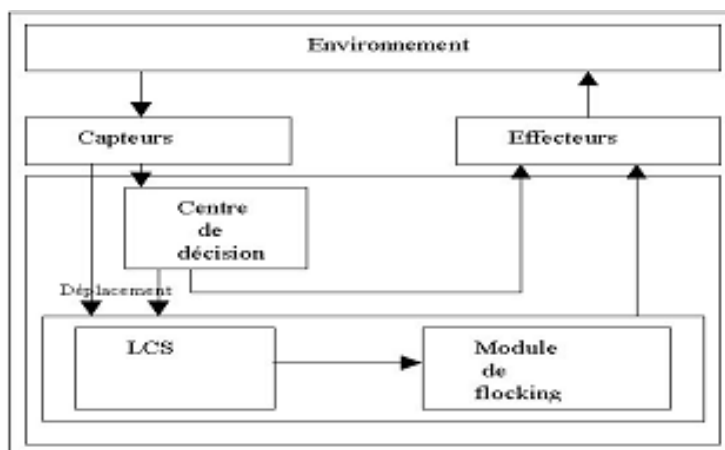 Environnement
Capteurs
Effecteurs
Centre
de
décision
Déplacement
LCS
Module
de
flocking